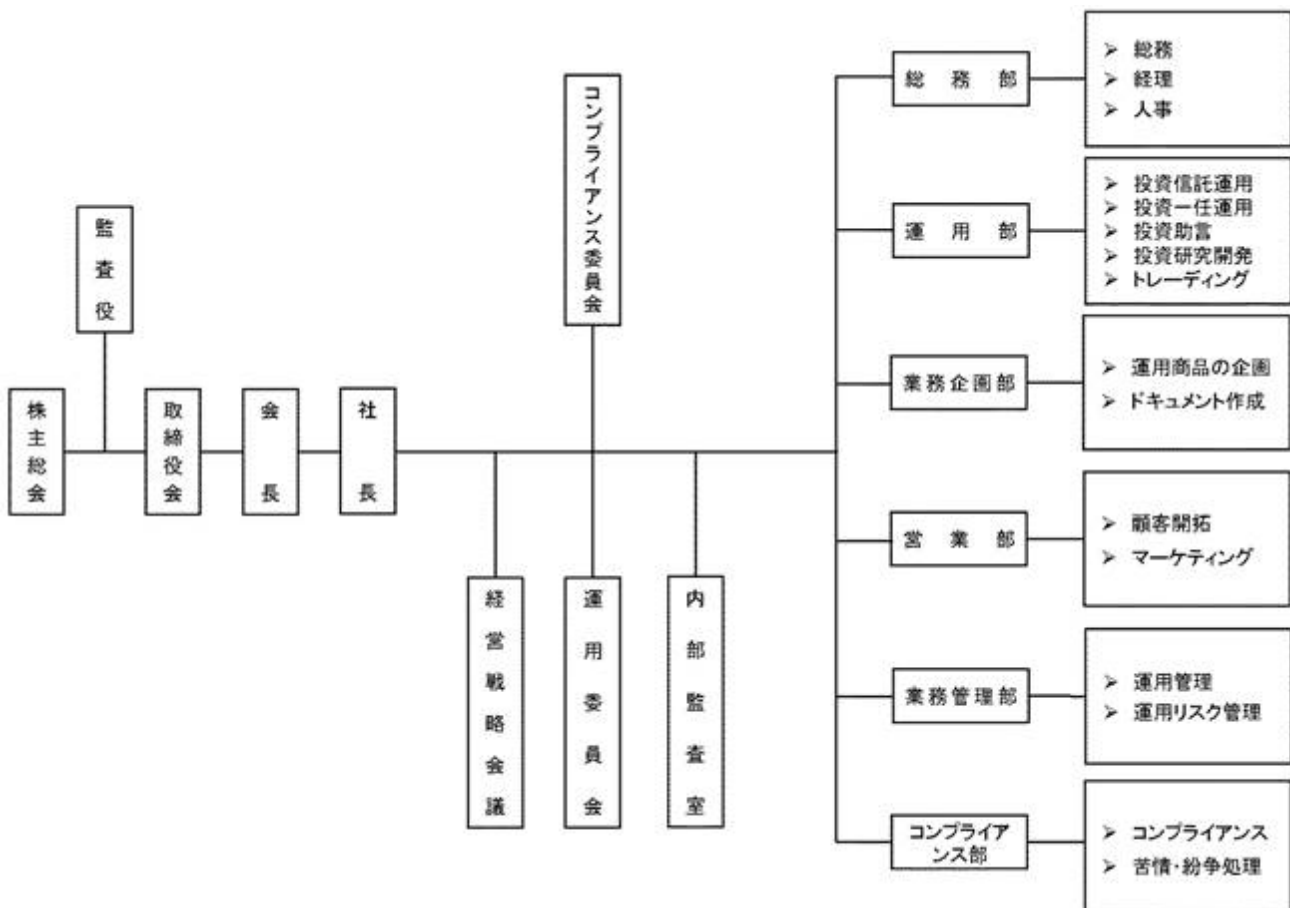 株主総会
監査役
取締役会
会長
社長
コンプライアンス委員会
経営戦略会議
運用委員会
内部監査室
総務部
➢ 総務
➢ 経理
➢ 人事
運用部
➢ 投資信託運用
➢ 投資一任運用
➢ 投資助言
➢ 投資研究開発
➢ トレーディング
業務企画部
➢ 運用商品の企画
➢ ドキュメント作成
営業部
➢ 顧客開拓
➢ マーケティング
業務管理部
➢ 運用管理
➢ 運用リスク管理
コンプライア
ンス部
➢ コンプライアンス
➢ 苦情・紛争処理